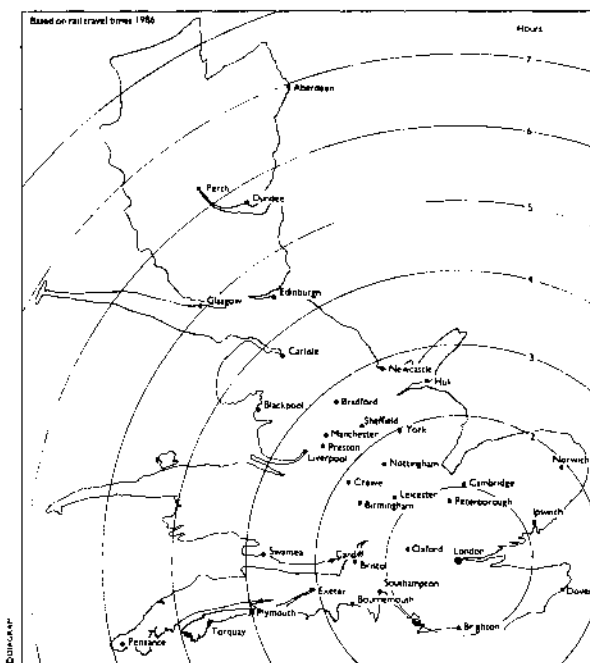 Based on rail travel times 1986
Hours
7
Aberdeen
6
Perth
Dundee
5
4
Glasgow
Edinburgh
3
Carlisle
Newcastle
Hull
Blackpool
Bradford
Sheffield
York
2
Manchester
Preston
Liverpool
Nottingham
Norwich
Crewe
Cambridge
Leicester
Peterborough
Birmingham
Ipswich
Swansea
Cardiff
Bristol
Oxford
London
Southampton
Dover
Exeter
Bournemouth
Plymouth
Torquay
Brighton
Penzance
DIAGRAM